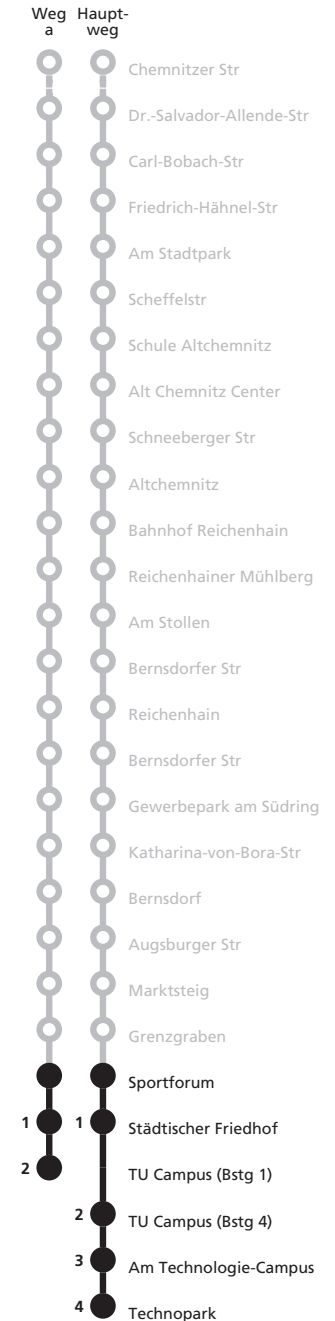 Weg Haupt-
a weg
Chemnitzer Str
Dr.-Salvador-Allende-Str
Carl-Bobach-Str
Friedrich-Hähnel-Str
Am Stadtpark
Scheffelstr
Schule Altchemnitz
Alt Chemnitz Center
Schneeberger Str
Altchemnitz
Bahnhof Reichenhain
Reichenhainer Mühlberg
Am Stollen
Bernsdorfer Str
Reichenhain
Bernsdorfer Str
Gewerbepark am Südring
Katharina-von-Bora-Str
Bernsdorf
Augsburger Str
Marktsteig
Grenzgraben
Sportforum
1 1 Städtischer Friedhof
2 TU Campus (Bstg 1)
2 TU Campus (Bstg 4)
3 Am Technologie-Campus
4 Technopark